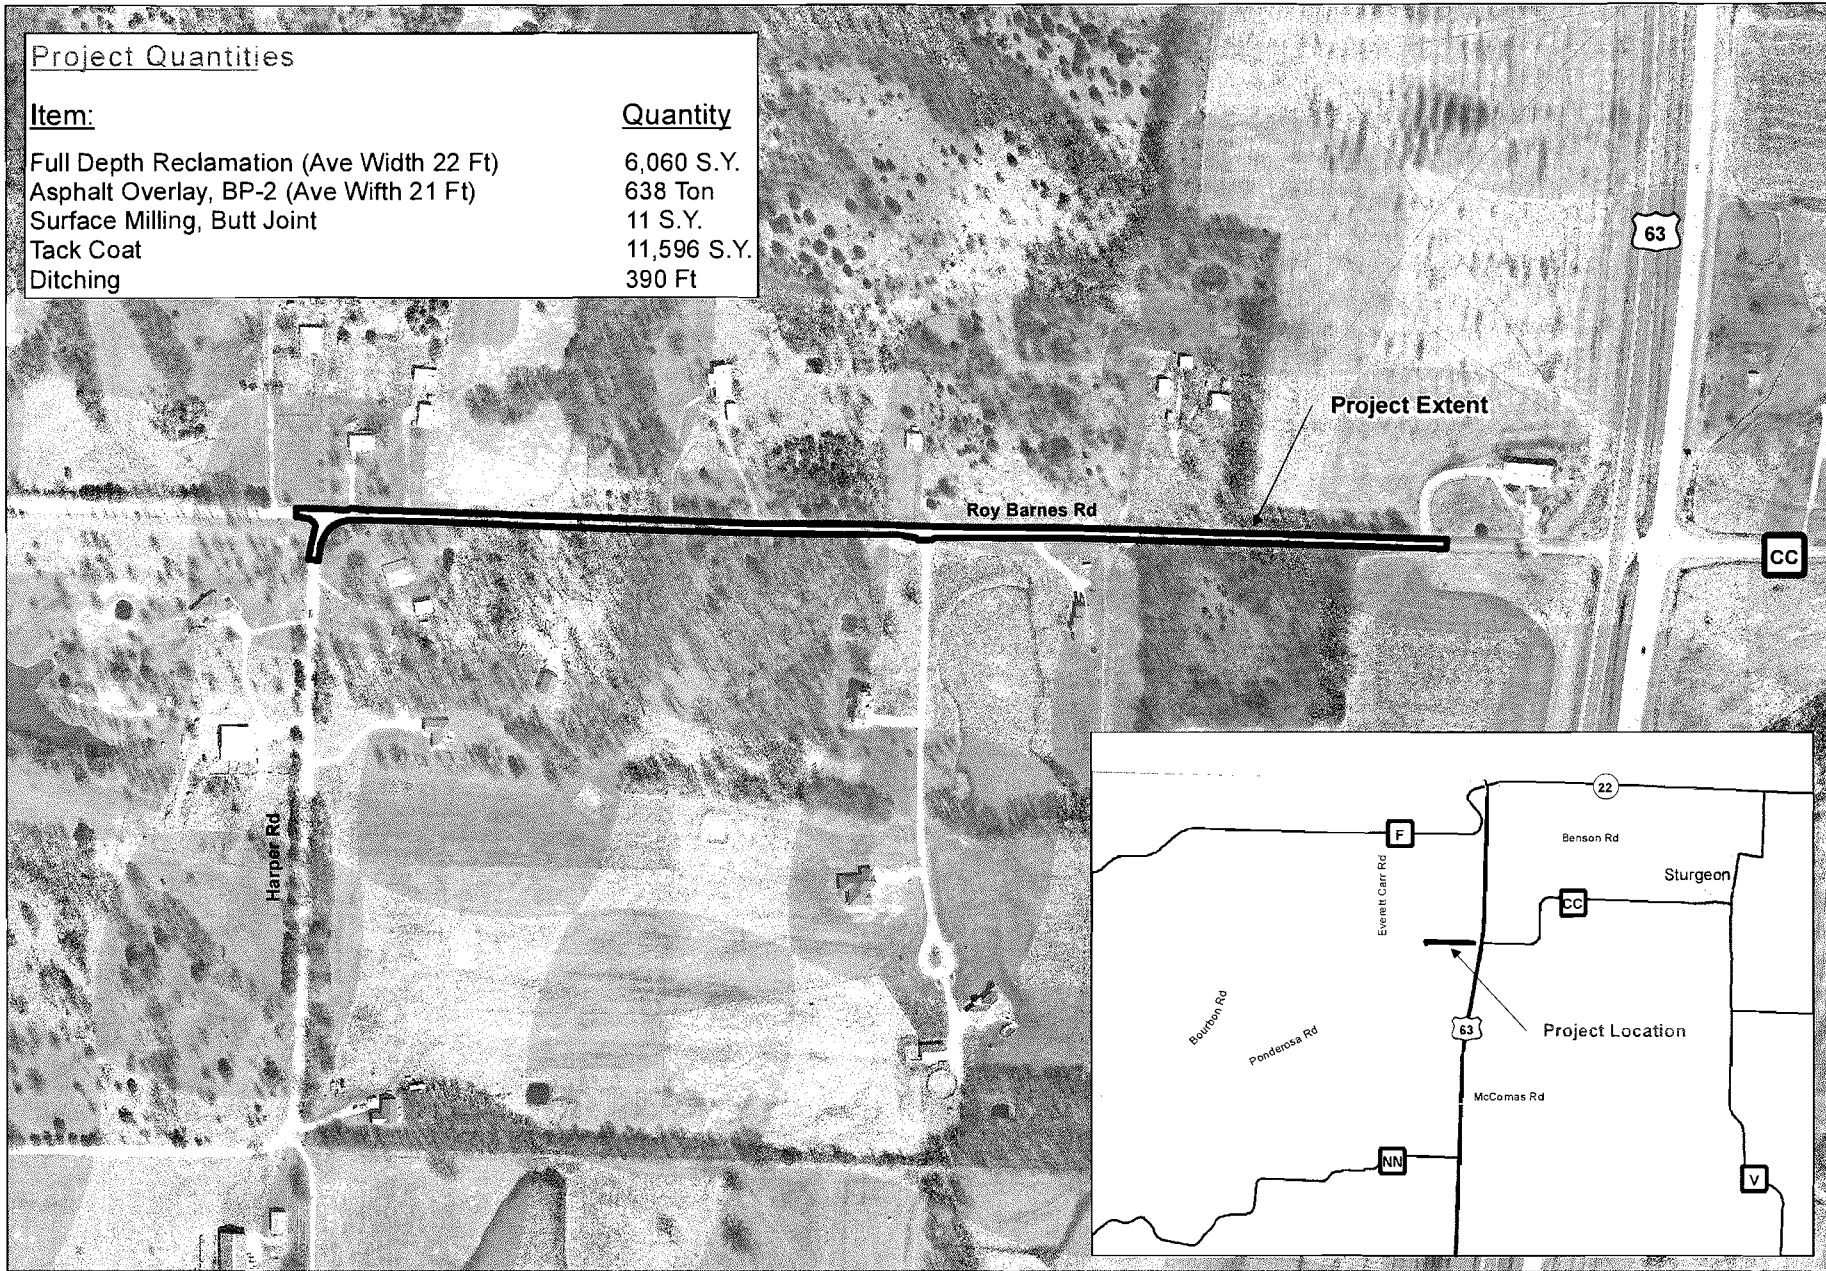 Project Quantities
Item: Quantity
Full Depth Reclamation (Ave Width 22 Ft) 6,060 S.Y.
Asphalt Overlay, BP-2 (Ave Wifth 21 Ft) 638 Ton
Surface Milling, Butt Joint 11 S.Y.
Tack Coat 11,596 S.Y.
Ditching 390 Ft
63
Project Extent
Roy Barnes Rd
CC
Harper Rd
22
F
Benson Rd
Everett Carr Rd
Sturgeon
CC
Bourbon Rd
Ponderosa Rd
63
Project Location
McComas Rd
NN
V